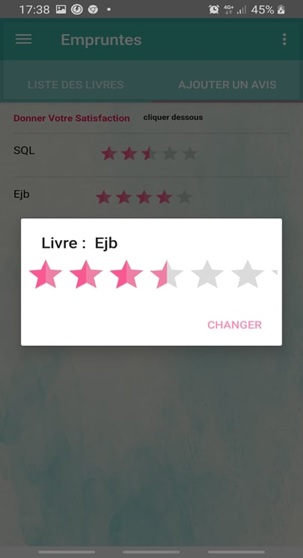 17:38 45%
Empruntes
LISTE DES LIVRES AJOUTER UN AVIS
Donner Votre Satisfaction cliquer dessous
SQL
Ejb
Livre : Ejb
CHANGER